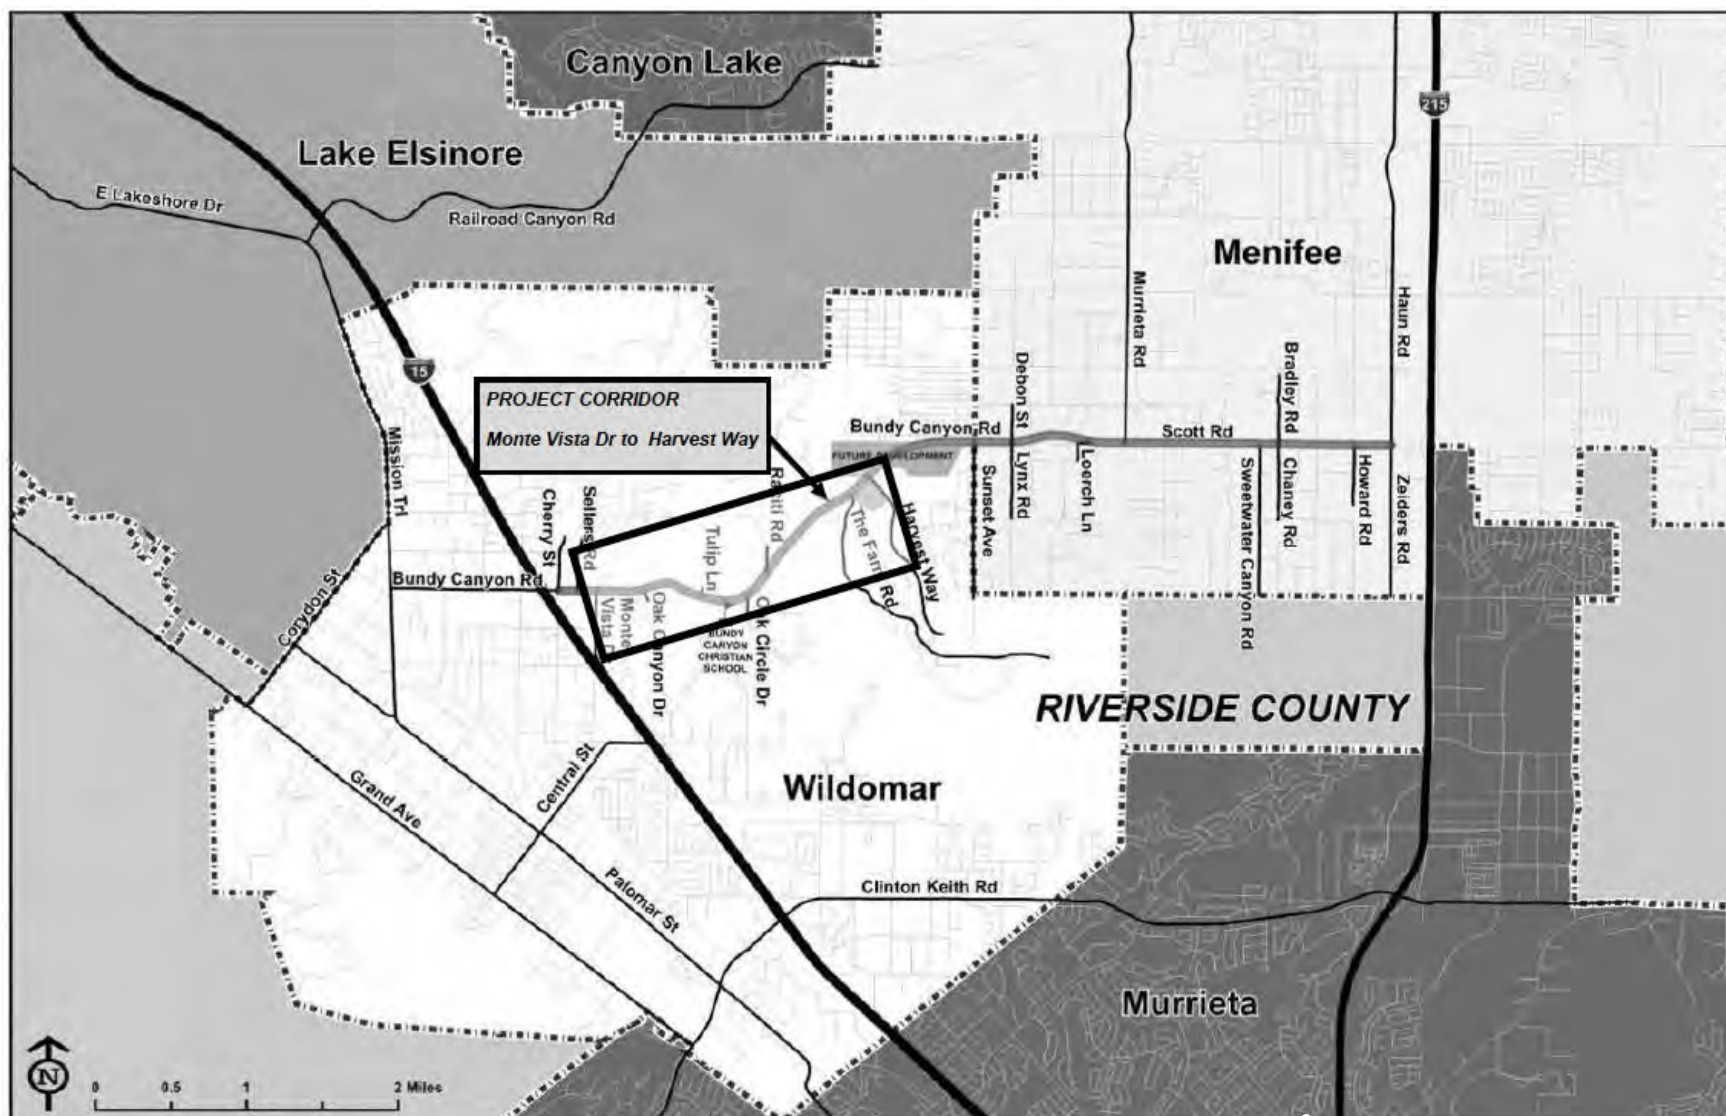 Canyon Lake
215
Lake Elsinore
E Lakeshore Dr
Railroad Canyon Rd
Menifee
Murrieta Rd
Haun Rd
15
Bradley Rd
Debon St
PROJECT CORRIDOR
Monte Vista Dr to Harvest Way
Bundy Canyon Rd
Scott Rd
FUTURE DEVELOPMENT
Mission Trl
Cherry St
Sellers Rd
Tulip Ln
The Farm Rd
Harvest Way
Sunset Ave
Lynx Rd
Loerch Ln
Sweetwater Canyon Rd
Chaney Rd
Howard Rd
Zeiders Rd
Bundy Canyon Rd
Corydon St
Monte
Vista
Oak Canyon Dr
BUNDY
CANYON
CHRISTIAN
SCHOOL
Oak Circle Dr
RIVERSIDE COUNTY
Central St
Grand Ave
Wildomar
Palomar St
Clinton Keith Rd
Murrieta
N
0 0.5 1 2 Miles